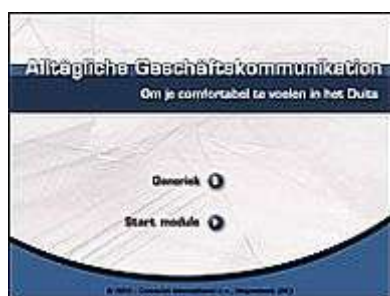 Alltägliche Geschäftskommunikation
Om je comfortabel te voelen in het Duits
Generiek
Start module